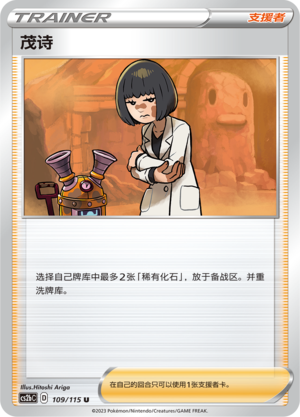 TRAINER
支援者
茂诗
选择自己牌库中最多2张「稀有化石」，放于备战区。并重
洗牌库。
Illus.Hitoshi Ariga
cs2bC D 109/115 U
在自己的回合只可以使用1张支援者卡。
©2023 Pokémon/Nintendo/Creatures/GAME FREAK.